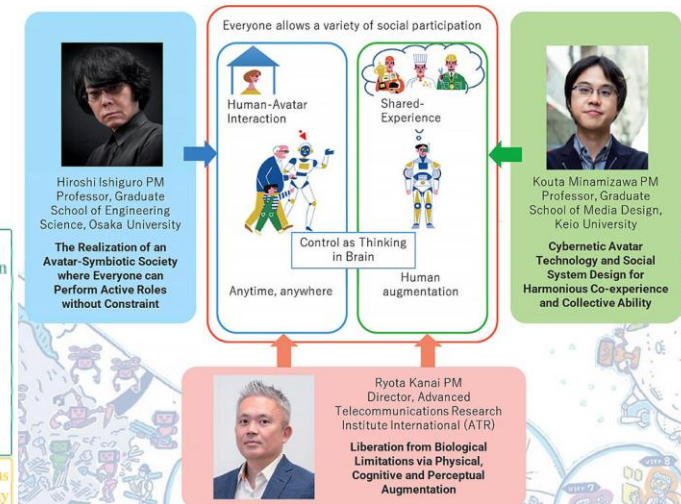 Everyone allows a variety of social participation
Human-Avatar
Interaction
Shared-
Experience
Control as Thinking
in Brain
Anytime, anywhere
Human
augmentation
Hiroshi Ishiguro PM
Professor, Graduate
School of Engineering
Science, Osaka University
The Realization of an
Avatar-Symbiotic Society
where Everyone can
Perform Active Roles
without Constraint
Kouta Minamizawa PM
Professor, Graduate
School of Media Design,
Keio University
Cybernetic Avatar
Technology and Social
System Design for
Harmonious Co-experience
and Collective Ability
Ryota Kanai PM
Director, Advanced
Telecommunications Research
Institute International (ATR)
Liberation from Biological
Limitations via Physical,
Cognitive and Perceptual
Augmentation